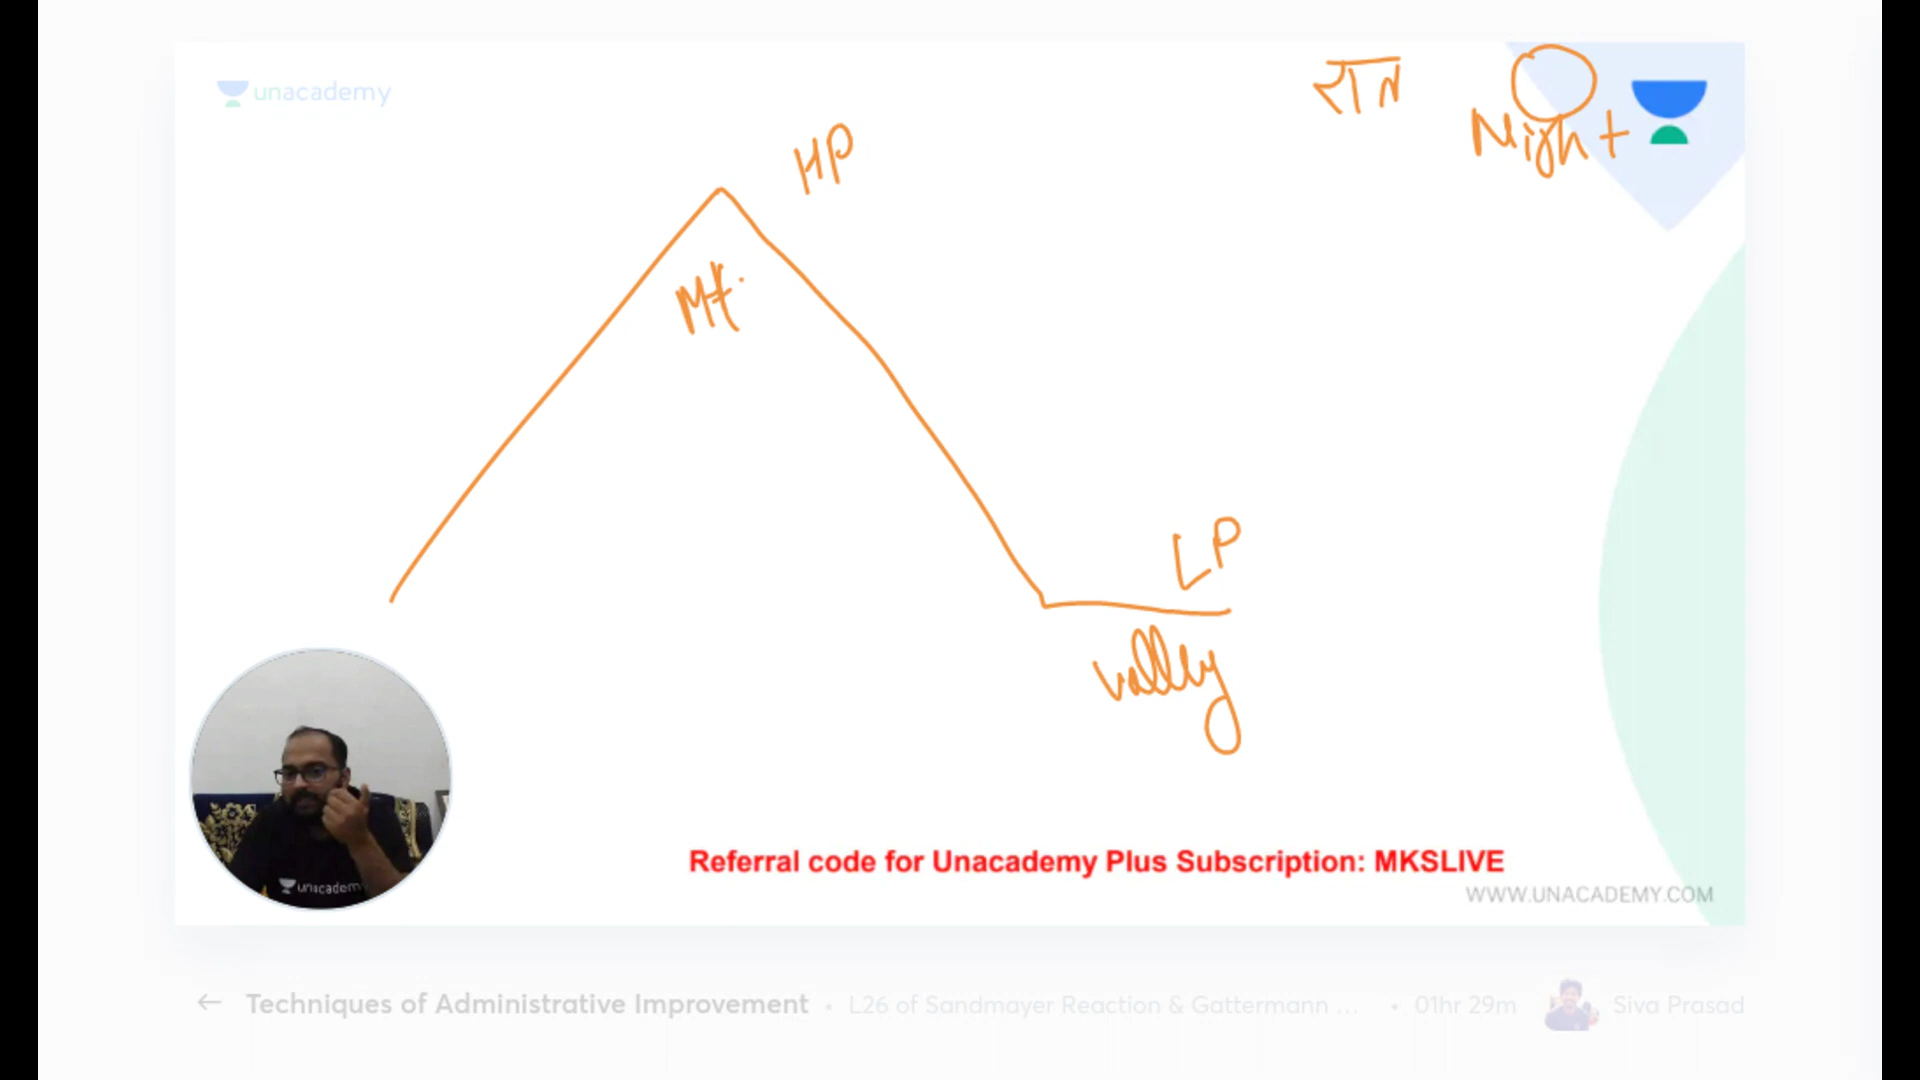 unacademy
रात
Night
HP
Mt.
LP
valley
unacadem
Referral code for Unacademy Plus Subscription: MKSLIVE
WWW.UNACADEMY.COM
← Techniques of Administrative Improvement • L26 of Sandmayer Reaction & Gattermann ... • 01hr 29m Siva Prasad